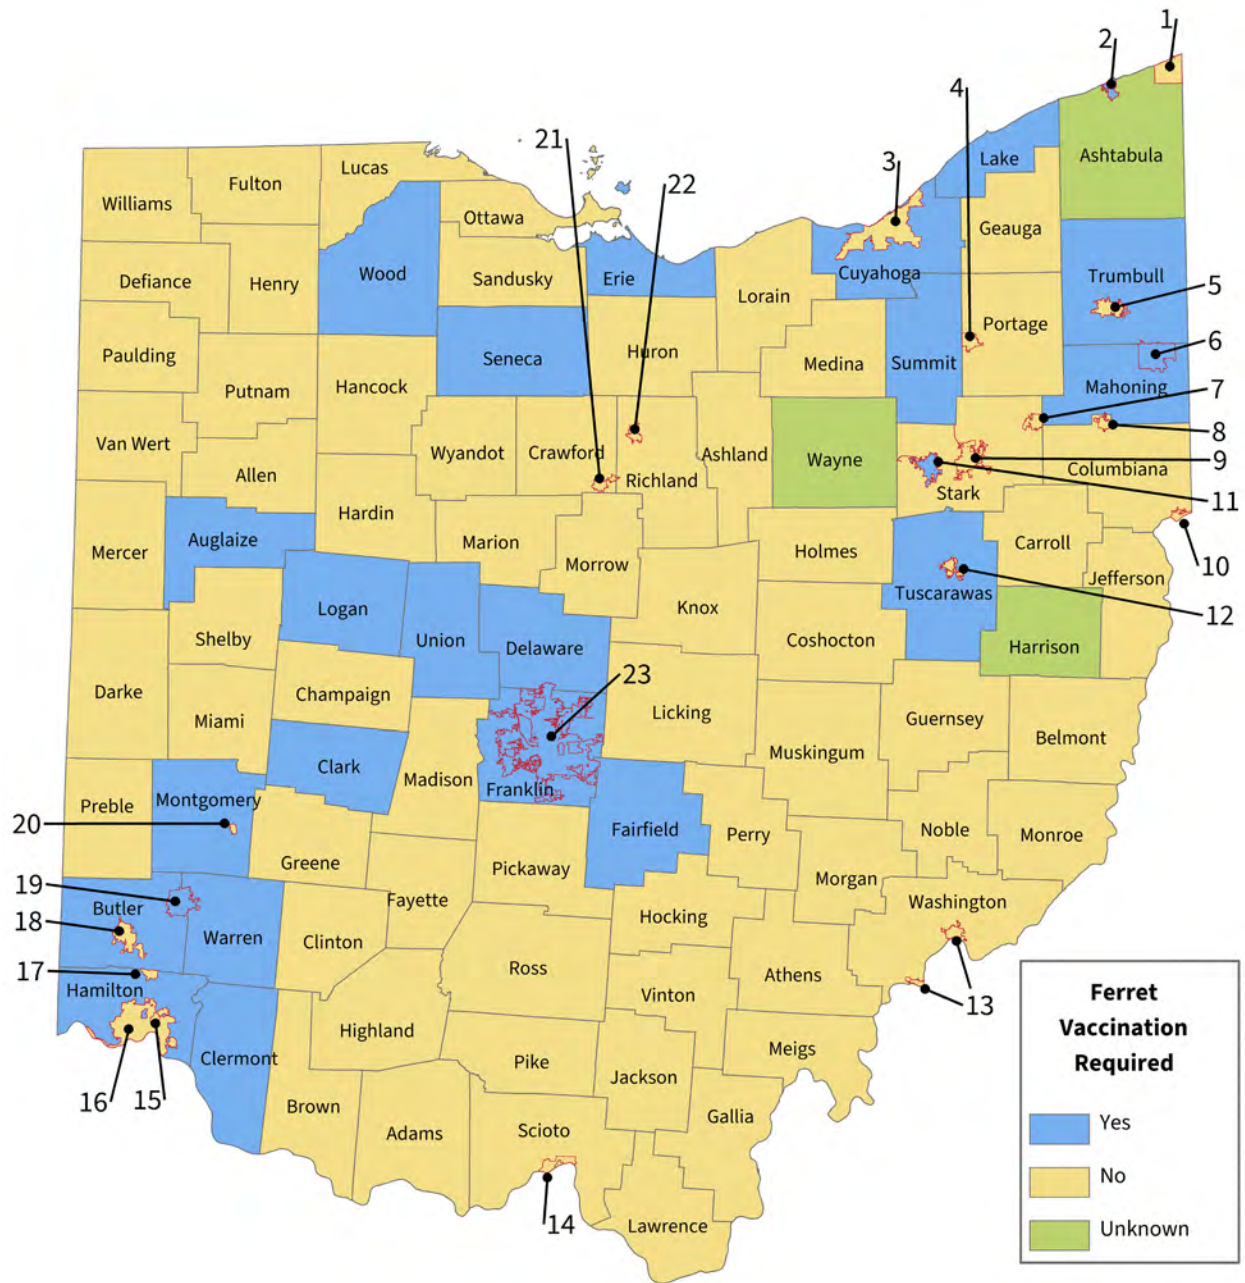 1
2
4
3
21
22
Lake
Ashtabula
Lucas
Fulton
Williams
Ottawa
Geauga
Wood
Cuyahoga
Trumbull
Defiance
Henry
Sandusky
Erie
Lorain
5
Portage
6
Paulding
Seneca
Huron
Medina
Summit
Putnam
Hancock
Mahoning
7
8
Van Wert
Wyandot
Crawford
Ashland
Wayne
9
Allen
Richland
Columbiana
Stark
11
Hardin
Auglaize
Marion
Holmes
Carroll
Mercer
Morrow
10
Jefferson
Tuscarawas
Logan
Knox
12
Shelby
Union
Delaware
Coshocton
Harrison
Darke
Champaign
23
Miami
Licking
Guernsey
Belmont
Muskingum
Clark
Madison
Franklin
Preble
Montgomery
20
Fairfield
Perry
Noble
Monroe
Greene
Pickaway
Morgan
19
Fayette
Butler
Hocking
Washington
18
Warren
Clinton
17
Ross
Athens
Hamilton
Vinton
13
Highland
Clermont
Pike
Meigs
Jackson
16
15
Brown
Gallia
Adams
Scioto
14
Lawrence
Ferret
Vaccination
Required
Yes
No
Unknown